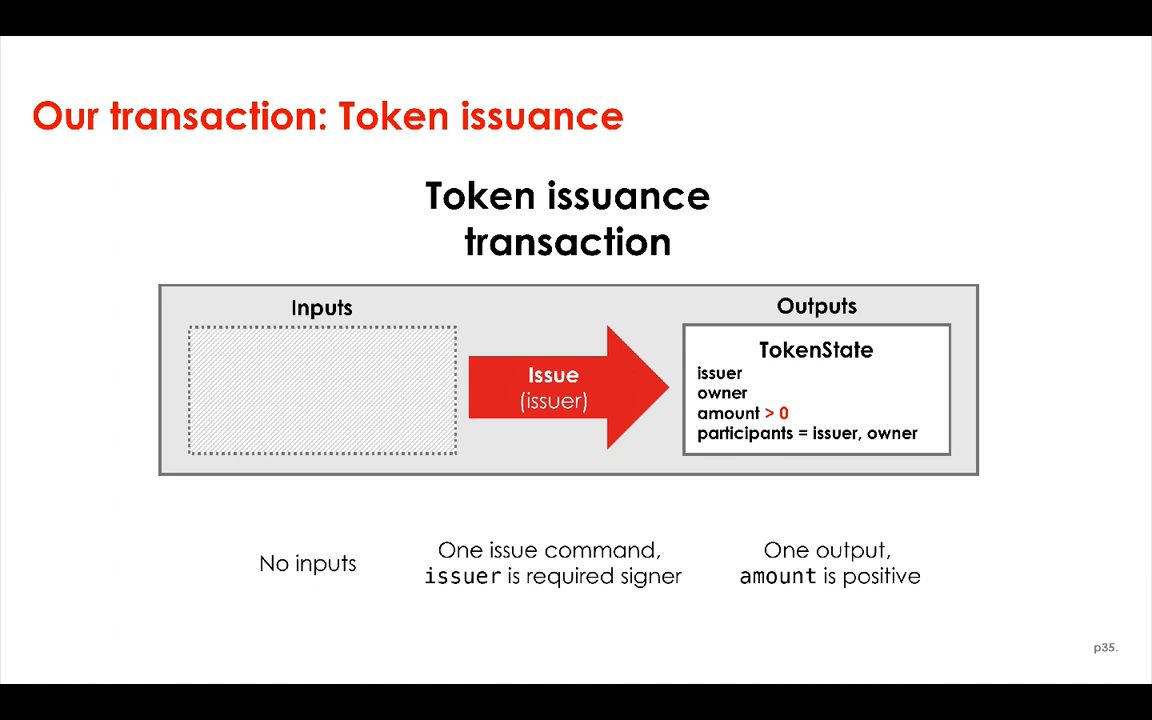 Our transaction: Token issuance
Token issuance
transaction
Inputs
Issue
(issuer)
Outputs
TokenState
issuer
owner
amount > 0
participants = issuer, owner
No inputs
One issue command,
issuer is required signer
One output,
amount is positive
p35.